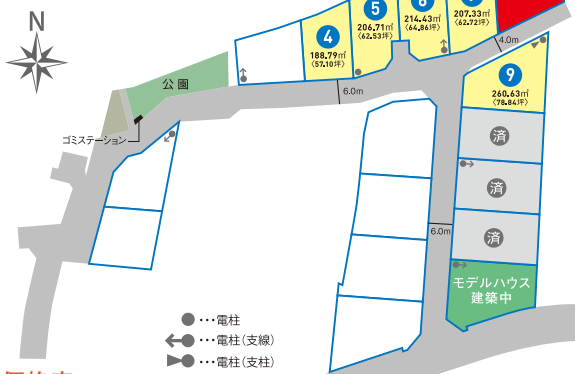 N
4
188.79㎡
〈57.10坪〉
5
206.71㎡
〈62.53坪〉
214.43㎡
〈64.86坪〉
207.33㎡
〈62.72坪〉
4.0m
9
260.63㎡
〈78.84坪〉
公園
6.0m
ゴミステーション
済
済
済
6.0m
モデルハウス
建築中
●・・・電柱
・・・電柱(支線)
・・・電柱(支柱)